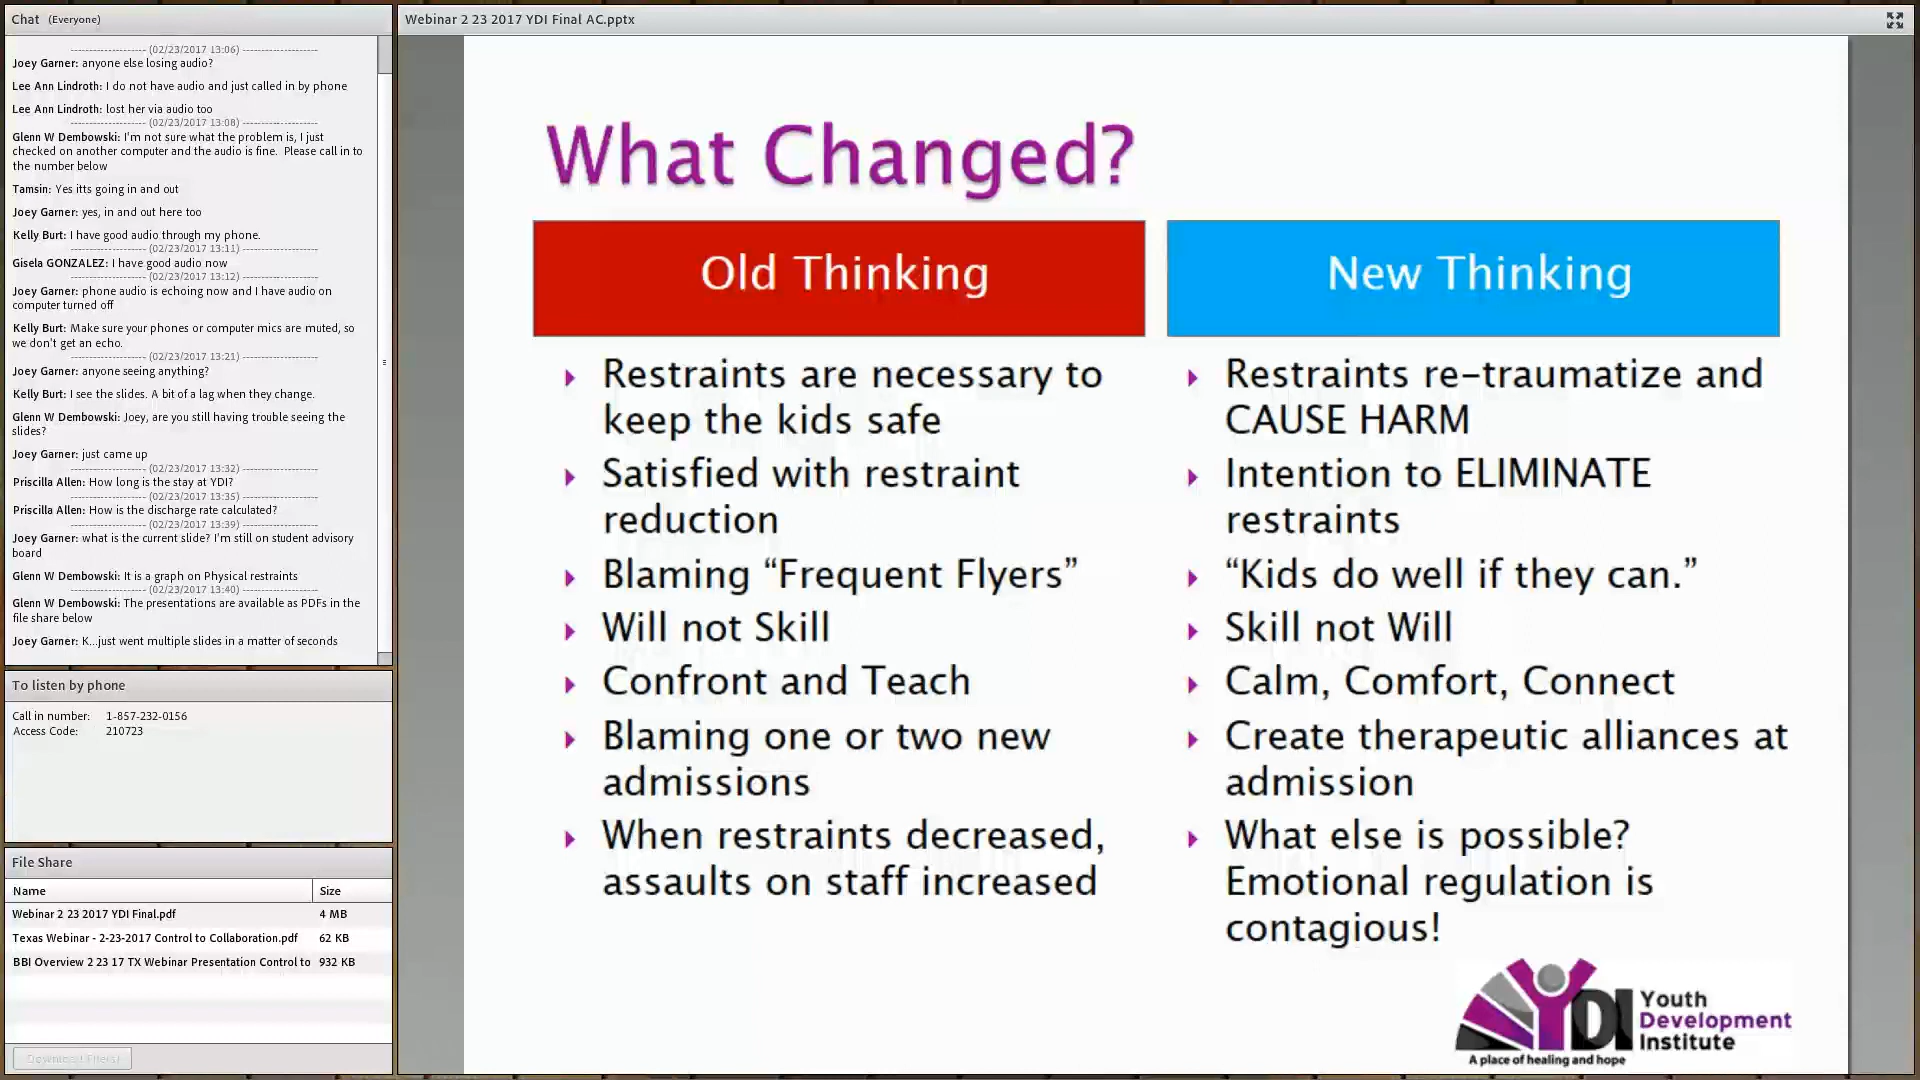 Chat (Everyone)
-------------------- (02/23/2017 13:06) --------------------
Joey Garner: anyone else losing audio?
Lee Ann Lindroth: I do not have audio and just called in by phone
Lee Ann Lindroth: lost her via audio too
-------------------- (02/23/2017 13:08) --------------------
Glenn W Dembowski: I'm not sure what the problem is, I just
checked on another computer and the audio is fine. Please call in to
the number below
Tamsin: Yes itts going in and out
Joey Garner: yes, in and out here too
Kelly Burt: I have good audio through my phone.
-------------------- (02/23/2017 13:11) --------------------
Gisela GONZALEZ: I have good audio now
-------------------- (02/23/2017 13:12) --------------------
Joey Garner: phone audio is echoing now and I have audio on
computer turned off
Kelly Burt: Make sure your phones or computer mics are muted, so
we don't get an echo.
-------------------- (02/23/2017 13:21) --------------------
Joey Garner: anyone seeing anything?
Kelly Burt: I see the slides. A bit of a lag when they change.
Glenn W Dembowski: Joey, are you still having trouble seeing the
slides?
Joey Garner: just came up
-------------------- (02/23/2017 13:32) --------------------
Priscilla Allen: How long is the stay at YDI?
-------------------- (02/23/2017 13:35) --------------------
Priscilla Allen: How is the discharge rate calculated?
-------------------- (02/23/2017 13:39) --------------------
Joey Garner: what is the current slide? I'm still on student advisory
board
Glenn W Dembowski: It is a graph on Physical restraints
-------------------- (02/23/2017 13:40) --------------------
Glenn W Dembowski: The presentations are available as PDFs in the
file share below
Joey Garner: K...just went multiple slides in a matter of seconds
To listen by phone
Call in number: 1-857-232-0156
Access Code: 210723
File Share
Name Size
Webinar 2 23 2017 YDI Final.pdf 4 MB
Texas Webinar - 2-23-2017 Control to Collaboration.pdf 62 KB
BBI Overview 2 23 17 TX Webinar Presentation Control to 932 KB
Download File(s)
Webinar 2 23 2017 YDI Final AC.pptx
What Changed?
Old Thinking
Restraints are necessary to
keep the kids safe
Satisfied with restraint
reduction
Blaming “Frequent Flyers”
Will not Skill
Confront and Teach
Blaming one or two new
admissions
When restraints decreased,
assaults on staff increased
New Thinking
Restraints re-traumatize and
CAUSE HARM
Intention to ELIMINATE
restraints
“Kids do well if they can.”
Skill not Will
Calm, Comfort, Connect
Create therapeutic alliances at
admission
What else is possible?
Emotional regulation is
contagious!
YDI
Youth
Development
Institute
A place of healing and hope